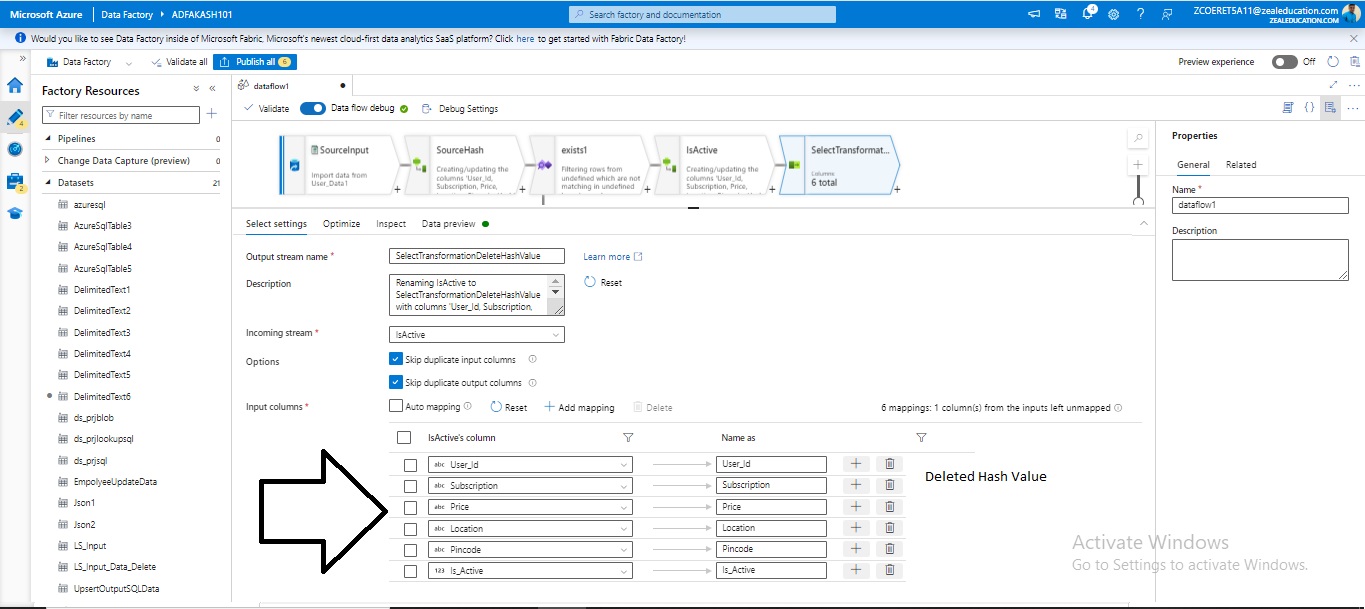 Microsoft Azure
Data Factory
ADFAKASH101
Search factory and documentation
4
ZCOERET5A11@zealeducation.com
ZEALEDUCATION.COM
Would you like to see Data Factory inside of Microsoft Fabric, Microsoft's newest cloud-first data analytics SaaS platform? Click here to get started with Fabric Data Factory!
Data Factory
Validate all
Publish all 6
Preview experience
Off
Factory Resources
Filter resources by name
4
2
Pipelines 0
Change Data Capture (preview) 0
Datasets 21
azuresql
AzureSqlTable3
AzureSqlTable4
AzureSqlTable5
DelimitedText1
DelimitedText2
DelimitedText3
DelimitedText4
DelimitedText5
DelimitedText6
ds_prjblob
ds_prjlookupsql
ds_prjsql
EmpolyeeUpdateData
Json1
Json2
LS_Input
LS_Input_Data_Delete
UpsertOutputSQLData
dataflow1
Validate
Data flow debug
Debug Settings
SourceInput
Import data from
User_Data1
SourceHash
Creating/updating the
columns 'User_Id,
Subscription, Price,
exists1
Filtering rows from
undefined which are not
matching in undefined
IsActive
Creating/updating the
columns 'User_Id,
Subscription, Price,
SelectTransformat...
Columns:
6 total
Select settings
Optimize
Inspect
Data preview
Output stream name *
SelectTransformationDeleteHashValue
Learn more
Description
Renaming IsActive to
SelectTransformationDeleteHashValue
with columns 'User_Id, Subscription,
Reset
Incoming stream *
IsActive
Options
Skip duplicate input columns
Skip duplicate output columns
Input columns *
Auto mapping
Reset
Add mapping
Delete
6 mappings: 1 column(s) from the inputs left unmapped
IsActive's column
Name as
abc User_Id
User_Id
abc Subscription
Subscription
abc Price
Price
abc Location
Location
abc Pincode
Pincode
123 Is_Active
Is_Active
Deleted Hash Value
Properties
General
Related
Name *
dataflow1
Description
Activate Windows
Go to Settings to activate Windows.